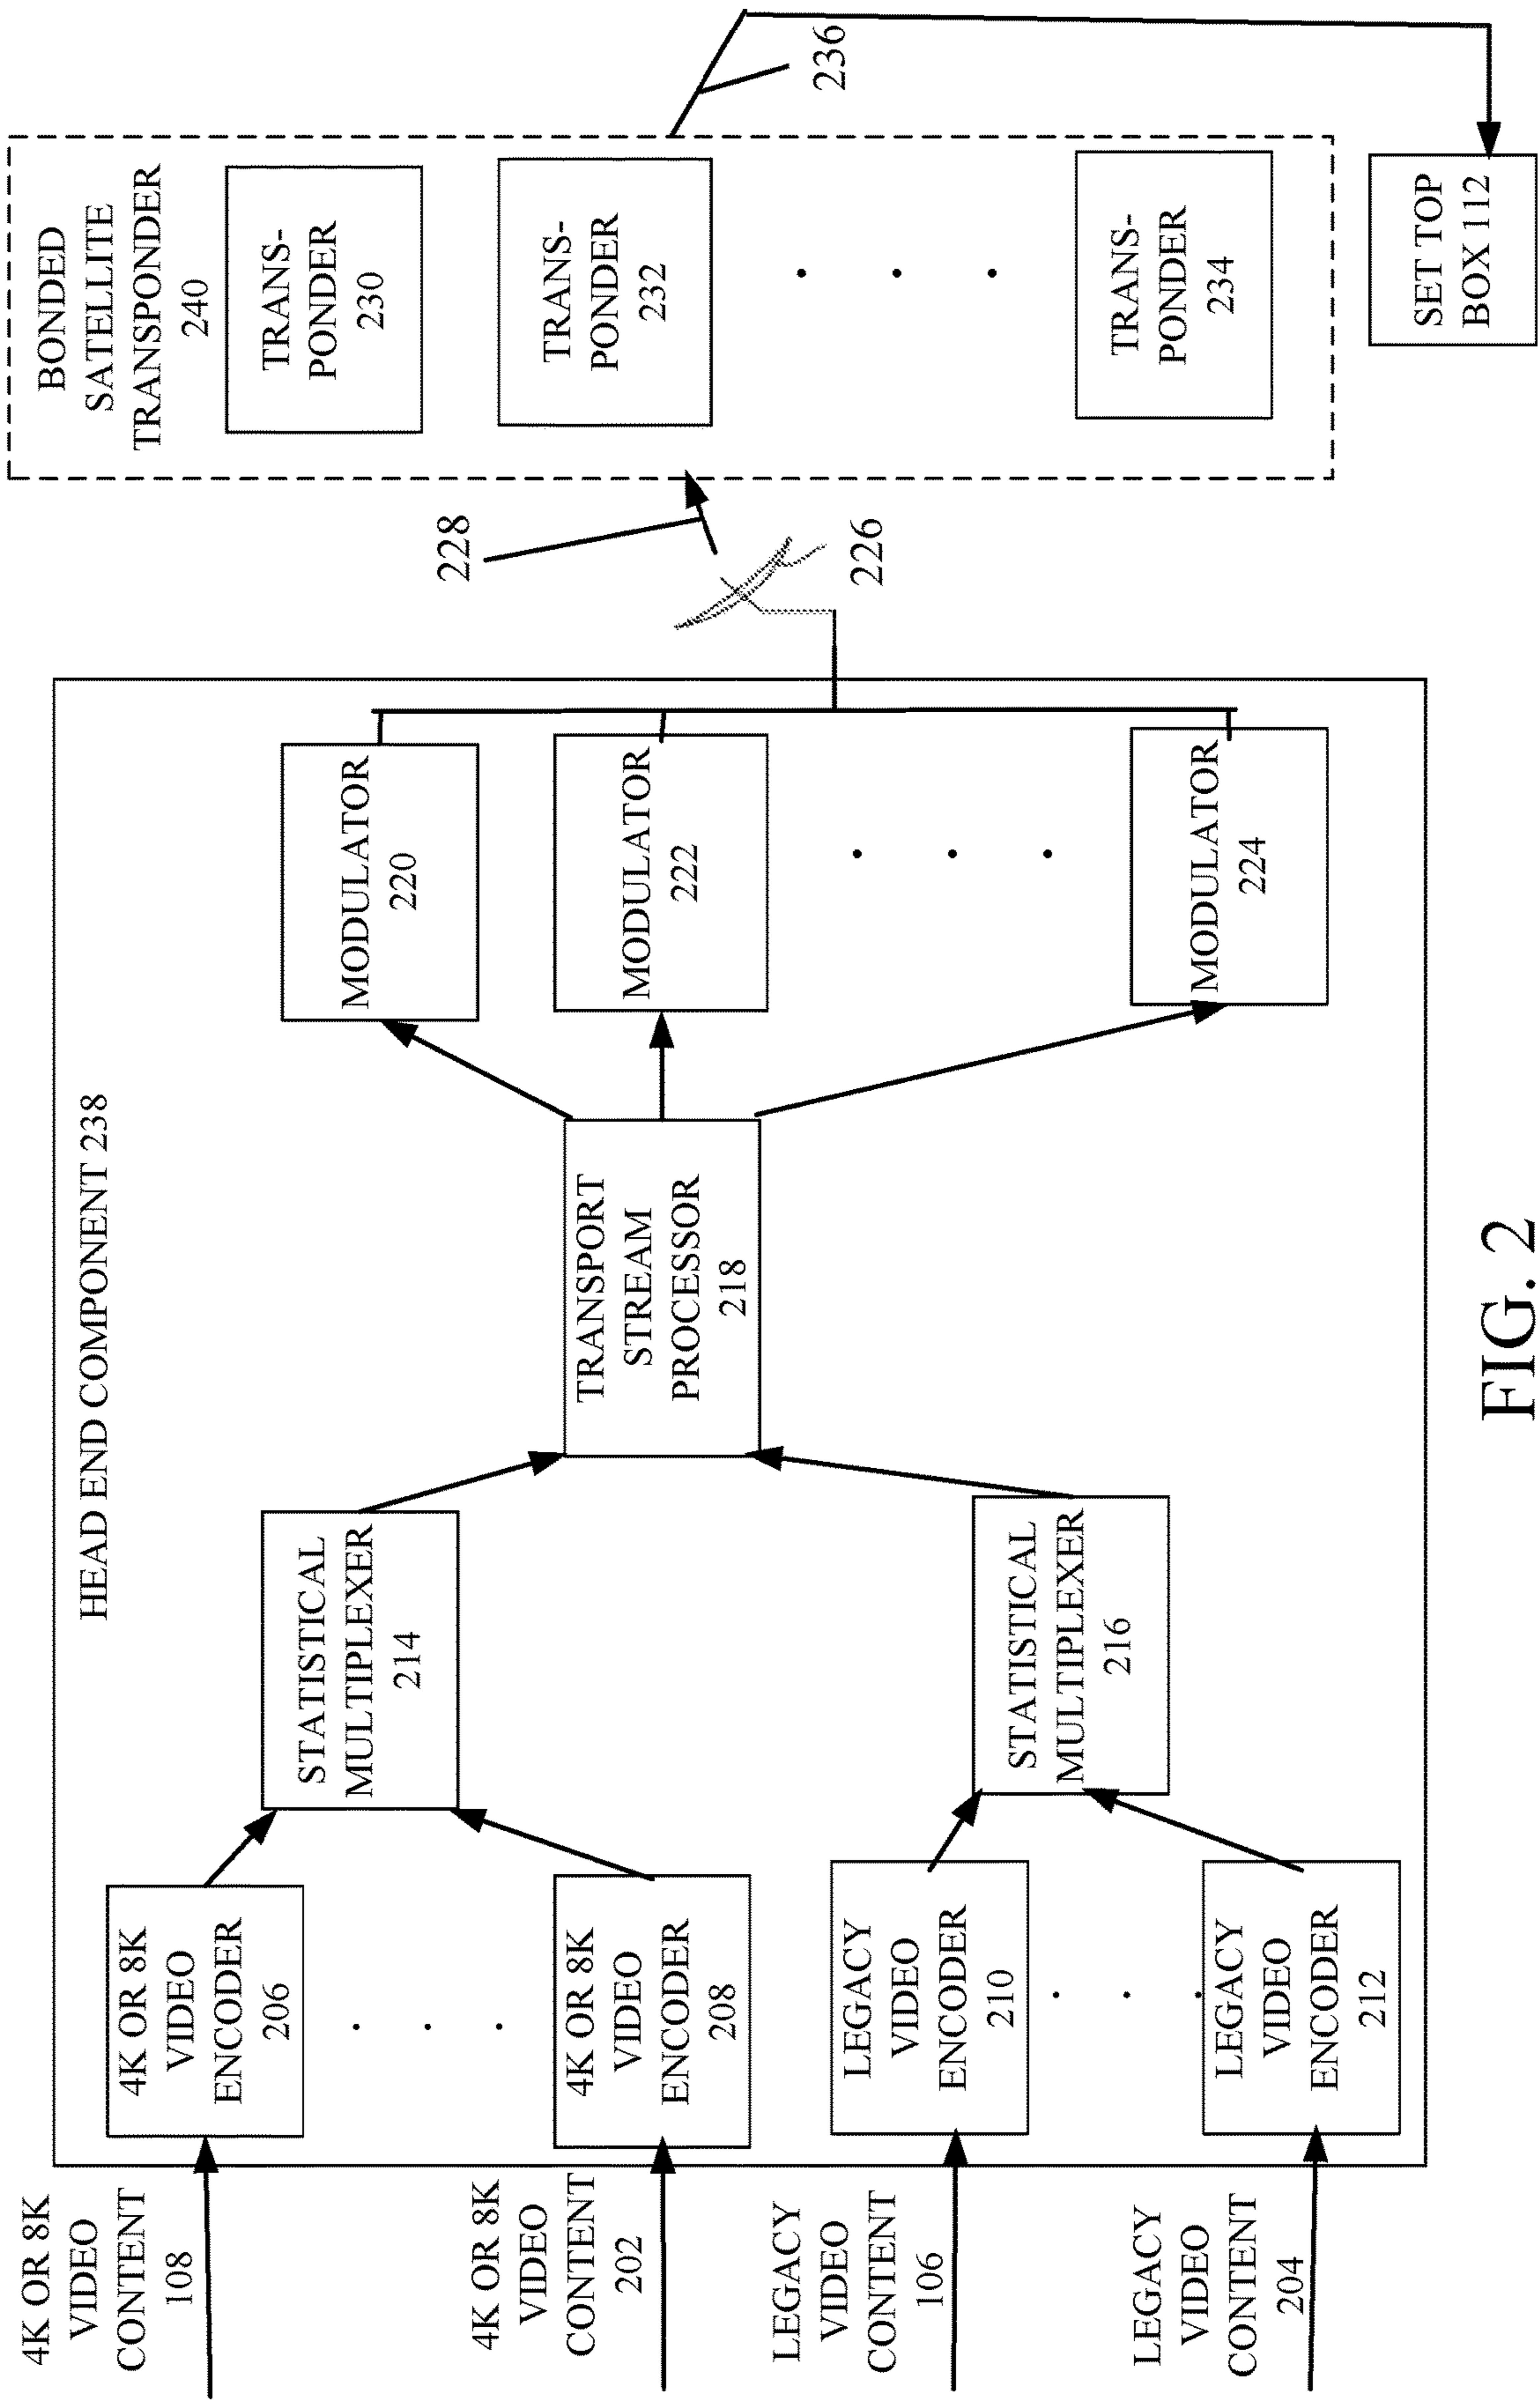 4K OR 8K
VIDEO
CONTENT
108
4K OR 8K
VIDEO
CONTENT
202
LEGACY
VIDEO
CONTENT
106
LEGACY
VIDEO
CONTENT
204
HEAD END COMPONENT 238
4K OR 8K
VIDEO
ENCODER
206
4K OR 8K
VIDEO
ENCODER
208
LEGACY
VIDEO
ENCODER
210
LEGACY
VIDEO
ENCODER
212
STATISTICAL
MULTIPLEXER
214
STATISTICAL
MULTIPLEXER
216
TRANSPORT
STREAM
PROCESSOR
218
MODULATOR
220
MODULATOR
222
MODULATOR
224
226
228
BONDED
SATELLITE
TRANSPONDER
240
TRANS-
PONDER
230
TRANS-
PONDER
232
TRANS-
PONDER
234
236
SET TOP
BOX 112
FIG. 2